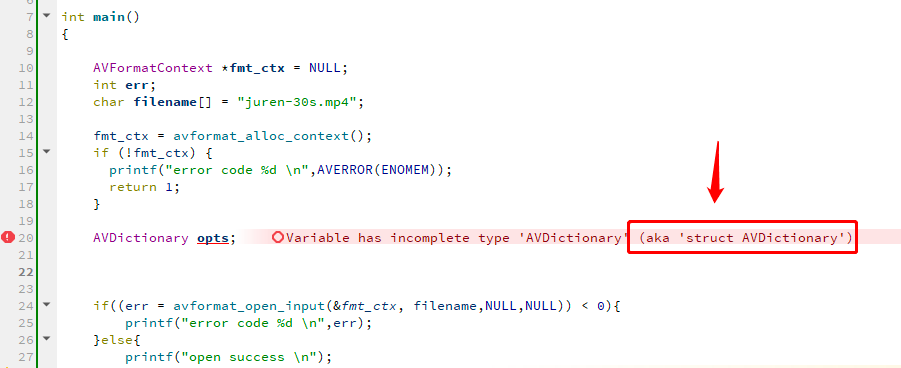 7 int main()
8 {
9
10 AVFormatContext *fmt_ctx = NULL;
11 int err;
12 char filename[] = "juren-30s.mp4";
13
14 fmt_ctx = avformat_alloc_context();
15 if (!fmt_ctx) {
16 printf("error code %d \n",AVERROR(ENOMEM));
17 return 1;
18 }
19
20 AVDictionary opts; Variable has incomplete type 'AVDictionary' (aka 'struct AVDictionary')
21
22
23
24 if((err = avformat_open_input(&fmt_ctx, filename,NULL,NULL)) < 0){
25 printf("error code %d \n",err);
26 }else{
27 printf("open success \n");